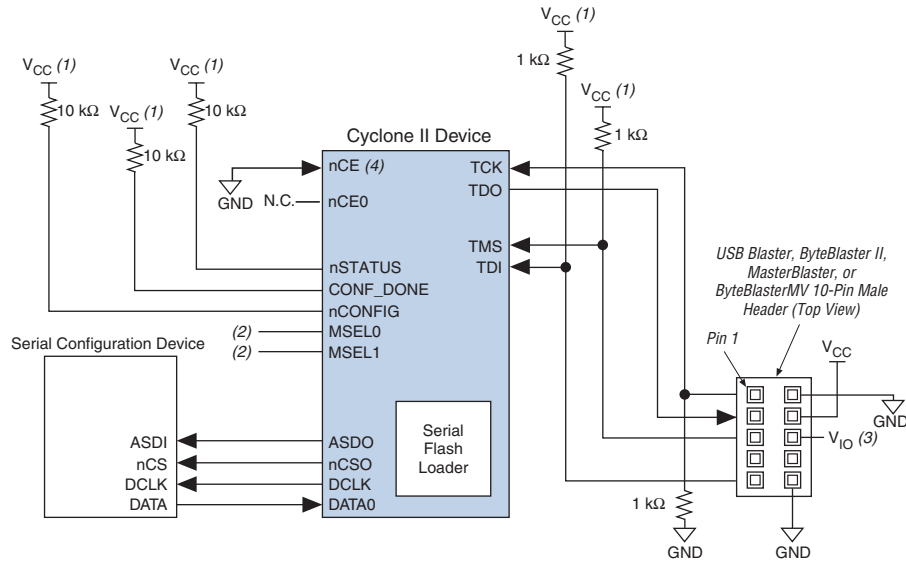 VCC (1)
1 kΩ
VCC (1)
10 kΩ
VCC (1)
10 kΩ
VCC (1)
10 kΩ
VCC (1)
1 kΩ
Cyclone II Device
nCE (4)
GND
N.C.
nCE0
TCK
TDO
TMS
TDI
nSTATUS
CONF_DONE
nCONFIG
(2)
MSEL0
(2)
MSEL1
USB Blaster, ByteBlaster II,
MasterBlaster, or
ByteBlasterMV 10-Pin Male
Header (Top View)
Pin 1
VCC
GND
VIO (3)
Serial Configuration Device
ASDI
nCS
DCLK
DATA
ASDO
nCSO
DCLK
DATA0
Serial
Flash
Loader
1 kΩ
GND
GND